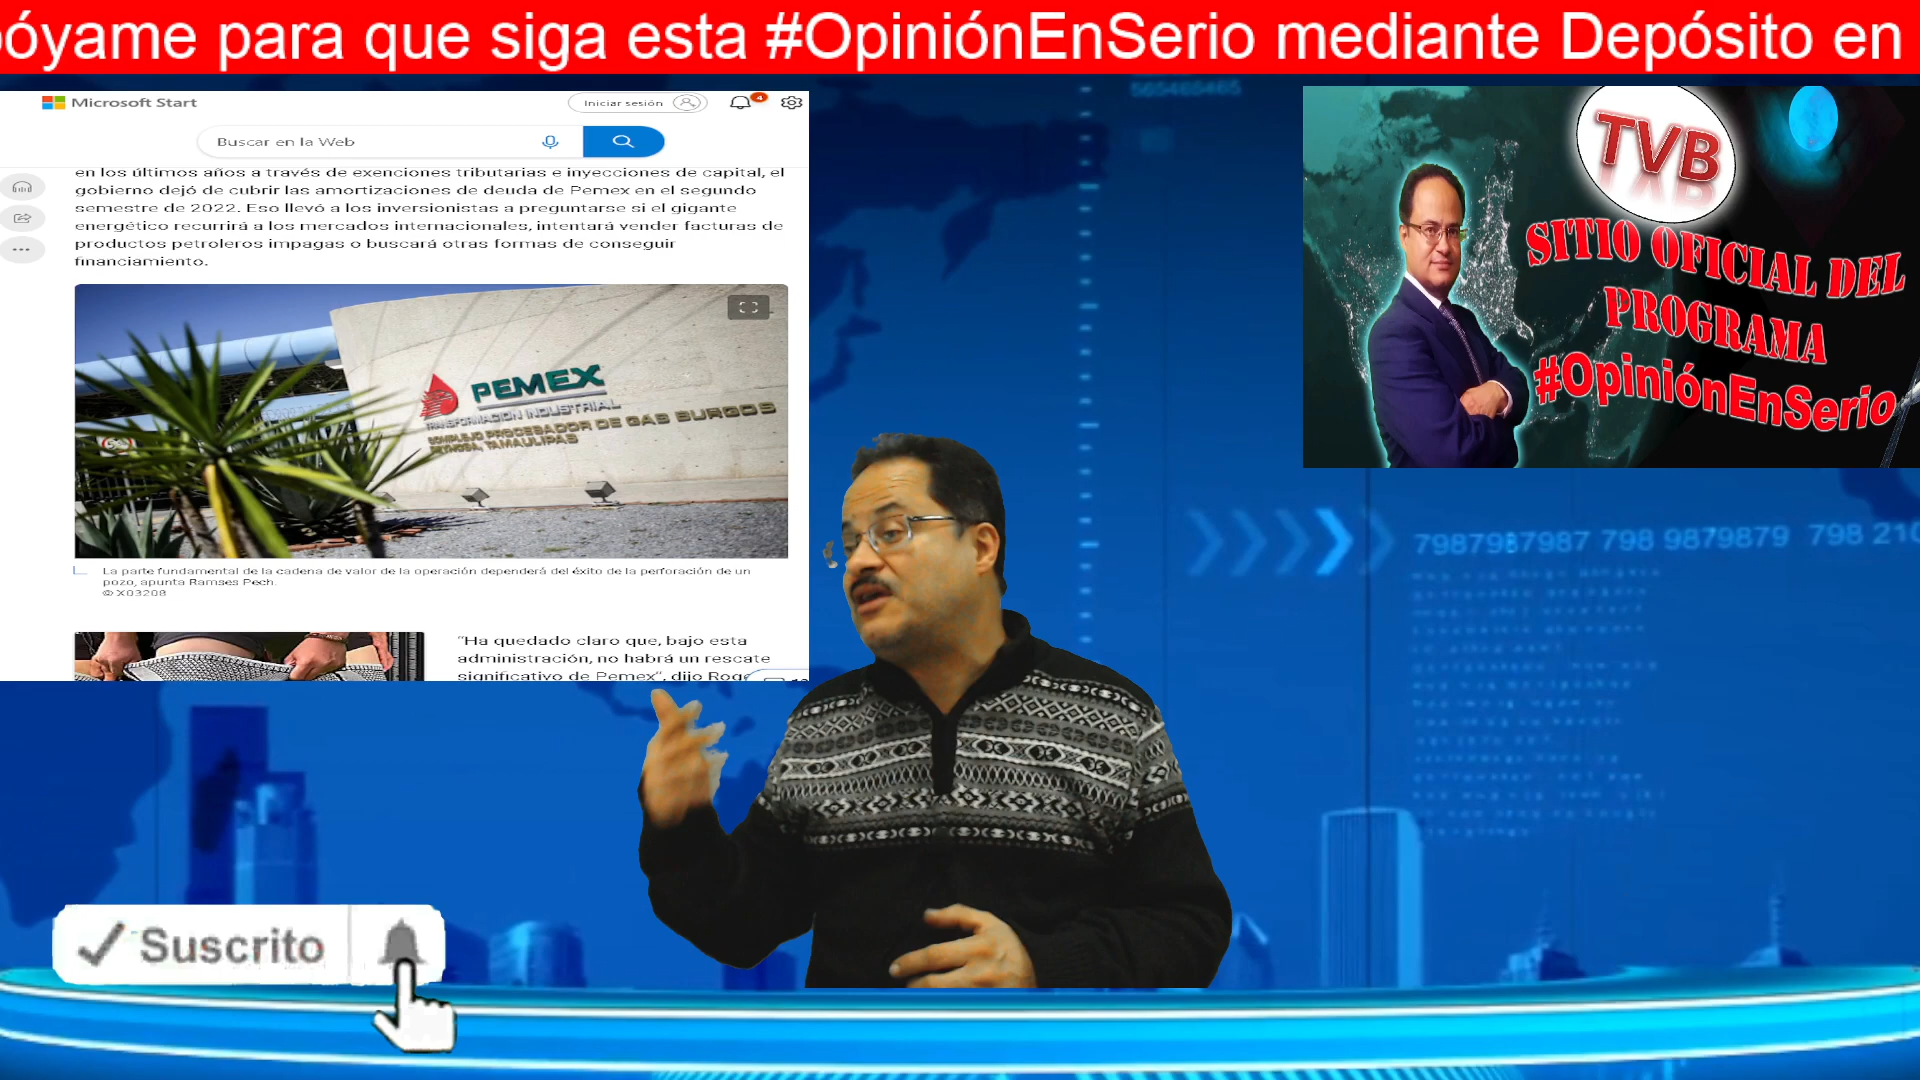 óyame para que siga esta #OpiniónEnSerio mediante Depósito en
565465465
Microsoft Start
Iniciar sesión
4
Buscar en la Web
en los últimos años a través de exenciones tributarias e inyecciones de capital, el
gobierno dejó de cubrir las amortizaciones de deuda de Pemex en el segundo
semestre de 2022. Eso llevó a los inversionistas a preguntarse si el gigante
energético recurrirá a los mercados internacionales, intentará vender facturas de
productos petroleros impagas o buscará otras formas de conseguir
financiamiento.
PEMEX
TRANSFORMACIÓN INDUSTRIAL
COMPLEJO PROCESADOR DE GAS BURGOS
REYNOSA, TAMAULIPAS
La parte fundamental de la cadena de valor de la operación dependerá del éxito de la perforación de un
pozo, apunta Ramses Pech.
© X03208
"Ha quedado claro que, bajo esta
administración, no habrá un rescate
significativo de Pemex", dijo Roge
TVB
SITIO OFICIAL DEL
PROGRAMA
#OpiniónEnSerio
7987987987 798 9879879 798 210
Suscrito